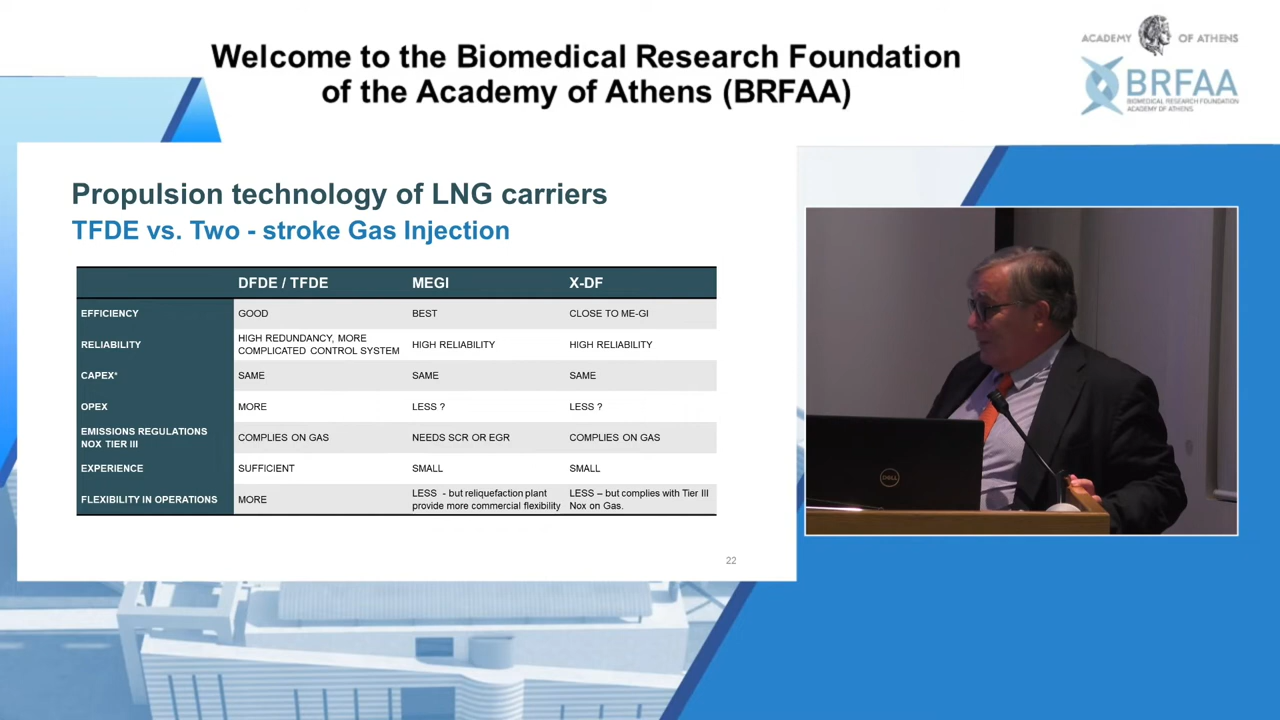 Welcome to the Biomedical Research Foundation
of the Academy of Athens (BRFAA)
ACADEMY OF ATHENS
BRFAA
BIOMEDICAL RESEARCH FOUNDATION
ACADEMY OF ATHENS
Propulsion technology of LNG carriers
TFDE vs. Two - stroke Gas Injection
DFDE / TFDE MEGI X-DF
EFFICIENCY GOOD BEST CLOSE TO ME-GI
RELIABILITY HIGH REDUNDANCY, MORE
COMPLICATED CONTROL SYSTEM HIGH RELIABILITY HIGH RELIABILITY
CAPEX* SAME SAME SAME
OPEX MORE LESS ? LESS ?
EMISSIONS REGULATIONS
NOX TIER III COMPLIES ON GAS NEEDS SCR OR EGR COMPLIES ON GAS
EXPERIENCE SUFFICIENT SMALL SMALL
FLEXIBILITY IN OPERATIONS MORE LESS - but reliquefaction plant
provide more commercial flexibility LESS – but complies with Tier III
Nox on Gas.
22
DELL